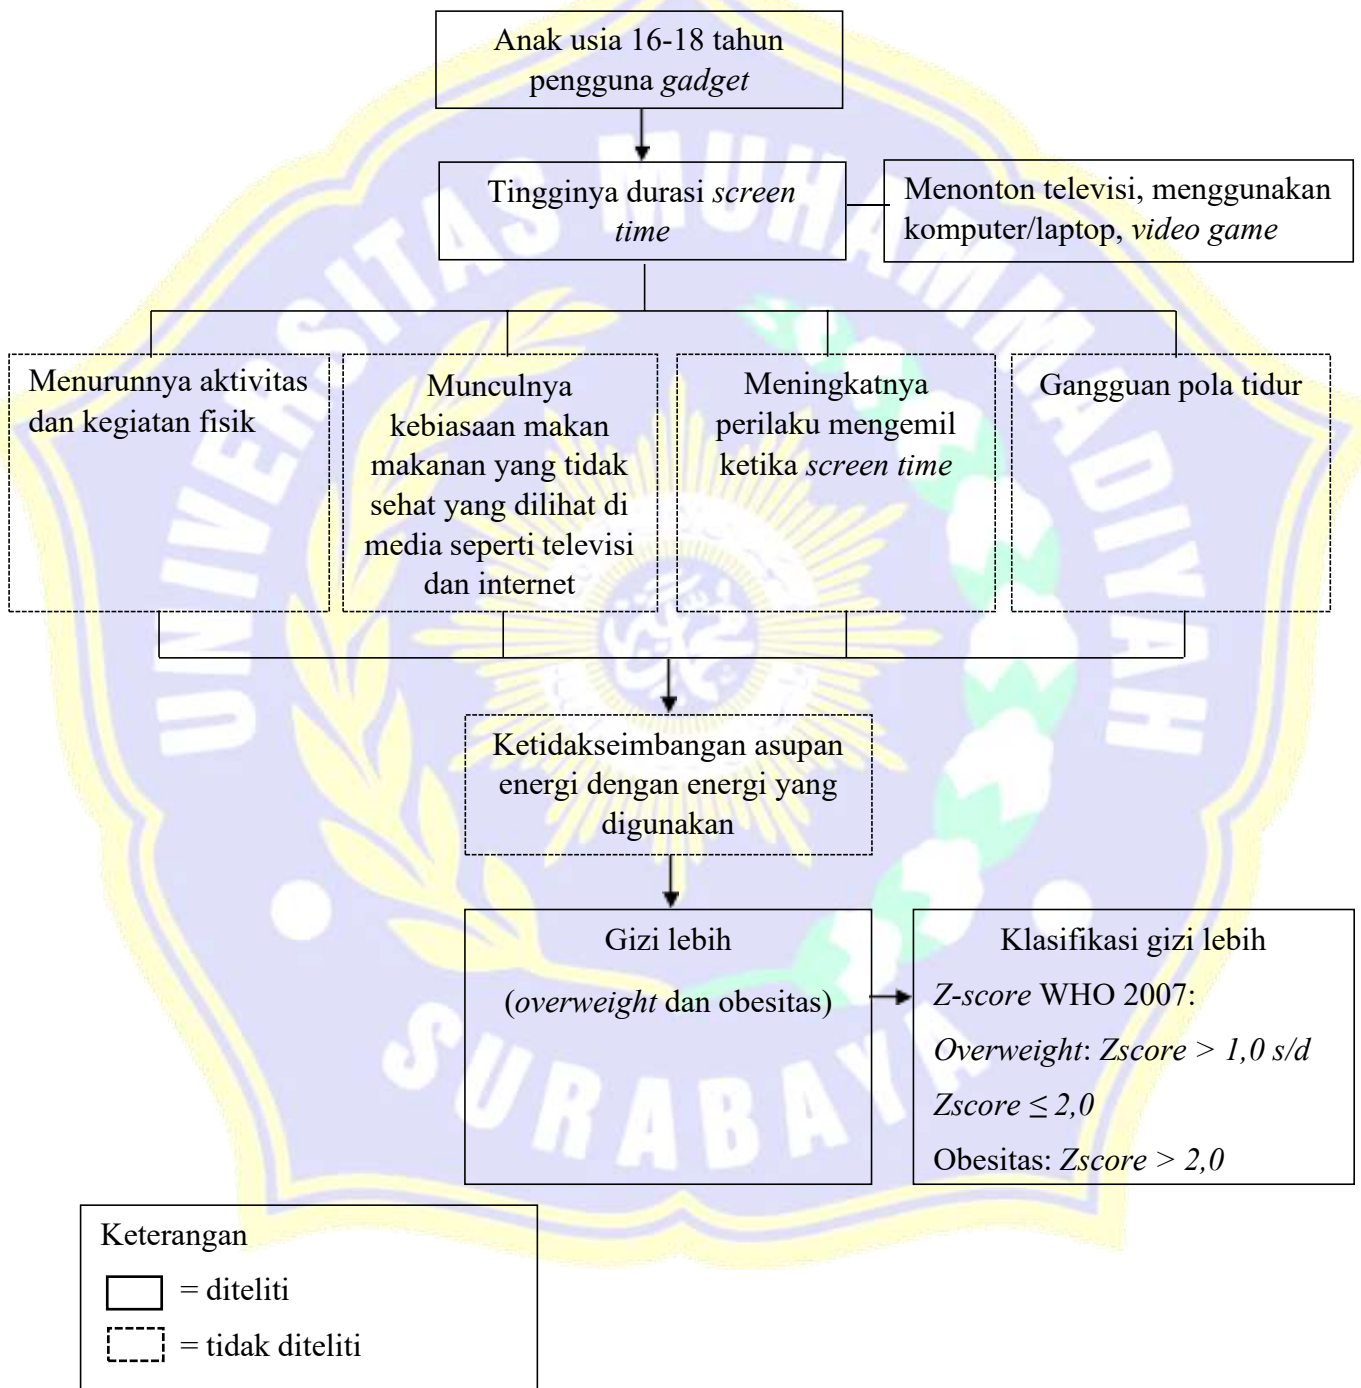 Anak usia 16-18 tahun
pengguna gadget
Tingginya durasi screen
time
Menonton televisi, menggunakan
komputer/laptop, video game
Menurunnya aktivitas
dan kegiatan fisik
Munculnya
kebiasaan makan
makanan yang tidak
sehat yang dilihat di
media seperti televisi
dan internet
Meningkatnya
perilaku mengemil
ketika screen time
Gangguan pola tidur
Ketidakseimbangan asupan
energi dengan energi yang
digunakan
Gizi lebih
(overweight dan obesitas)
Klasifikasi gizi lebih
Z-score WHO 2007:
Overweight: Zscore > 1,0 s/d
Zscore ≤ 2,0
Obesitas: Zscore > 2,0
Keterangan
= diteliti
= tidak diteliti
UNIVERSITAS MUHAMMADIYAH
SURABAYA